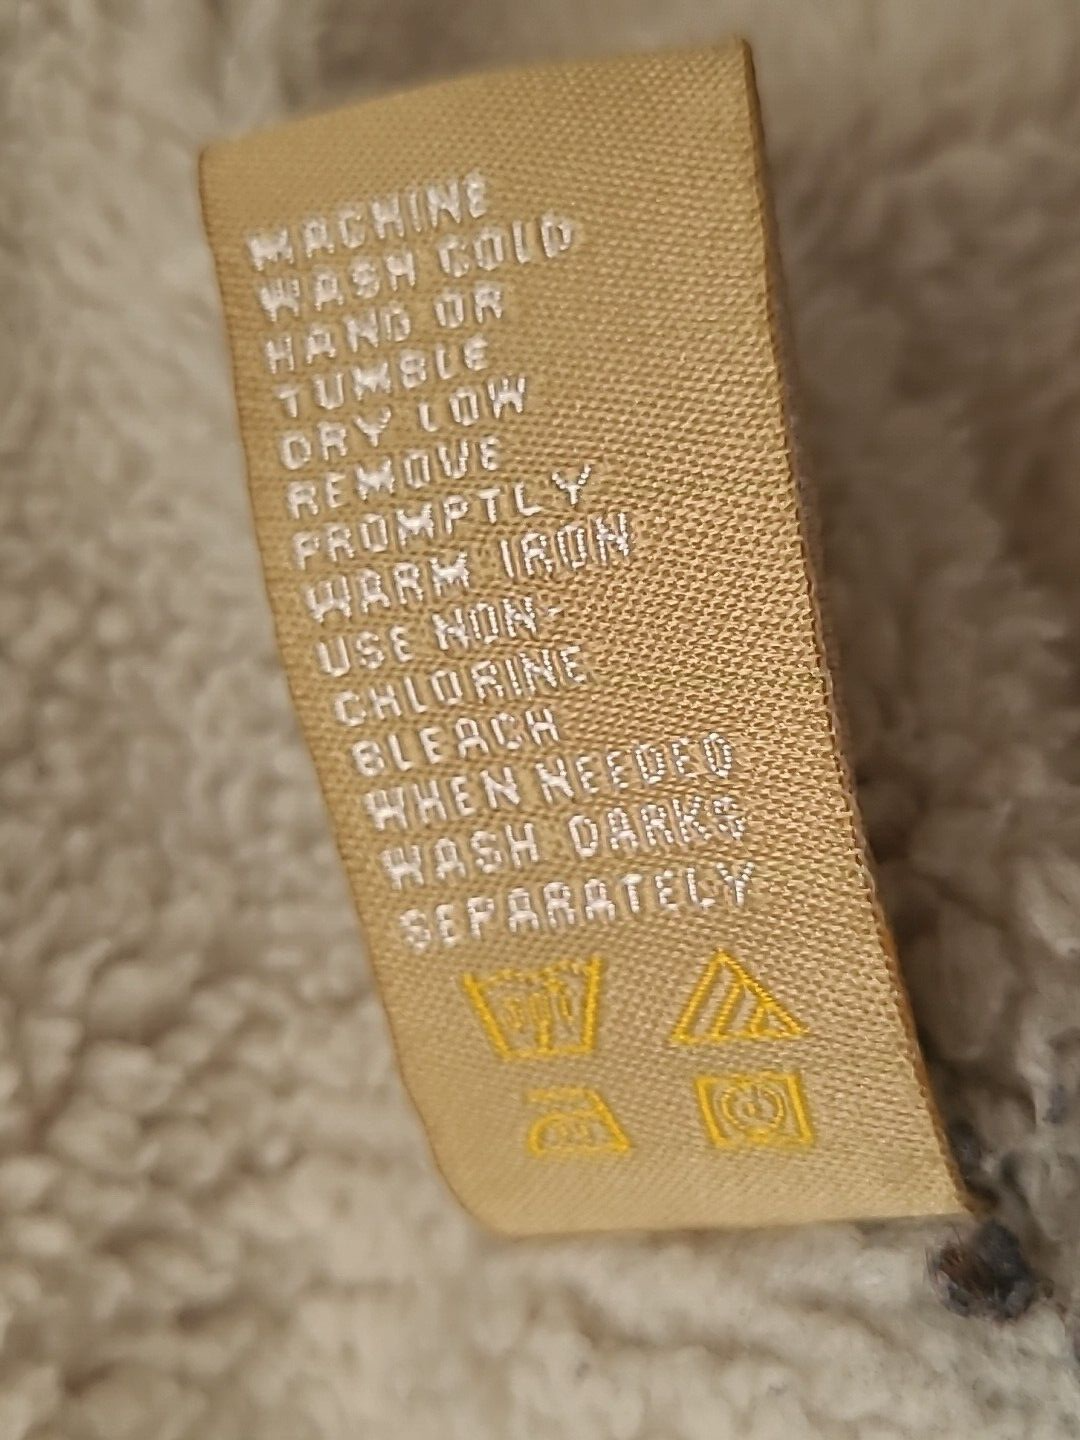 MACHINE
WASH COLD
HAND OR
TUMBLE
DRY LOW
REMOVE
PROMPTLY
WARM IRON
USE NON-
CHLORINE
BLEACH
WHEN NEEDED
WASH DARKS
SEPARATELY